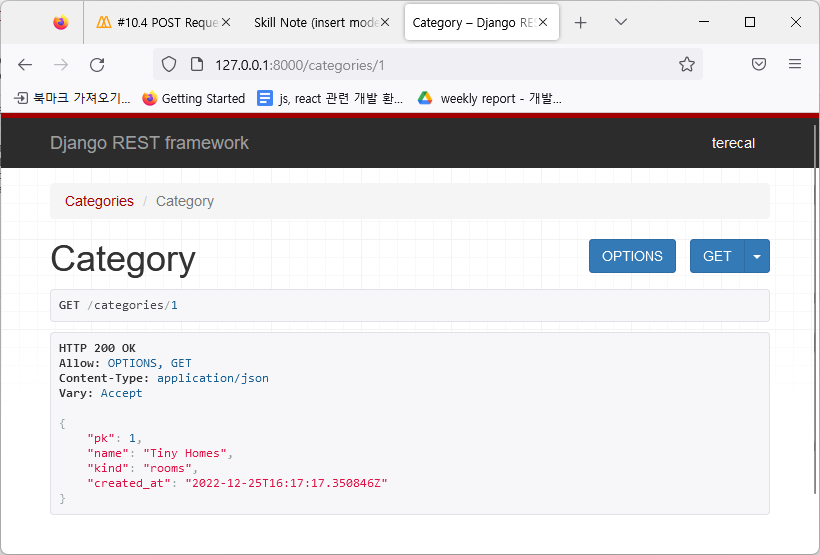 #10.4 POST Reque
Skill Note (insert mode
Category – Django RES
127.0.0.1:8000/categories/1
북마크 가져오기...
Getting Started
js, react 관련 개발 환...
weekly report - 개발...
Django REST framework
terecal
Categories / Category
Category
OPTIONS
GET
GET /categories/1
HTTP 200 OK
Allow: OPTIONS, GET
Content-Type: application/json
Vary: Accept
{
"pk": 1,
"name": "Tiny Homes",
"kind": "rooms",
"created_at": "2022-12-25T16:17:17.350846Z"
}